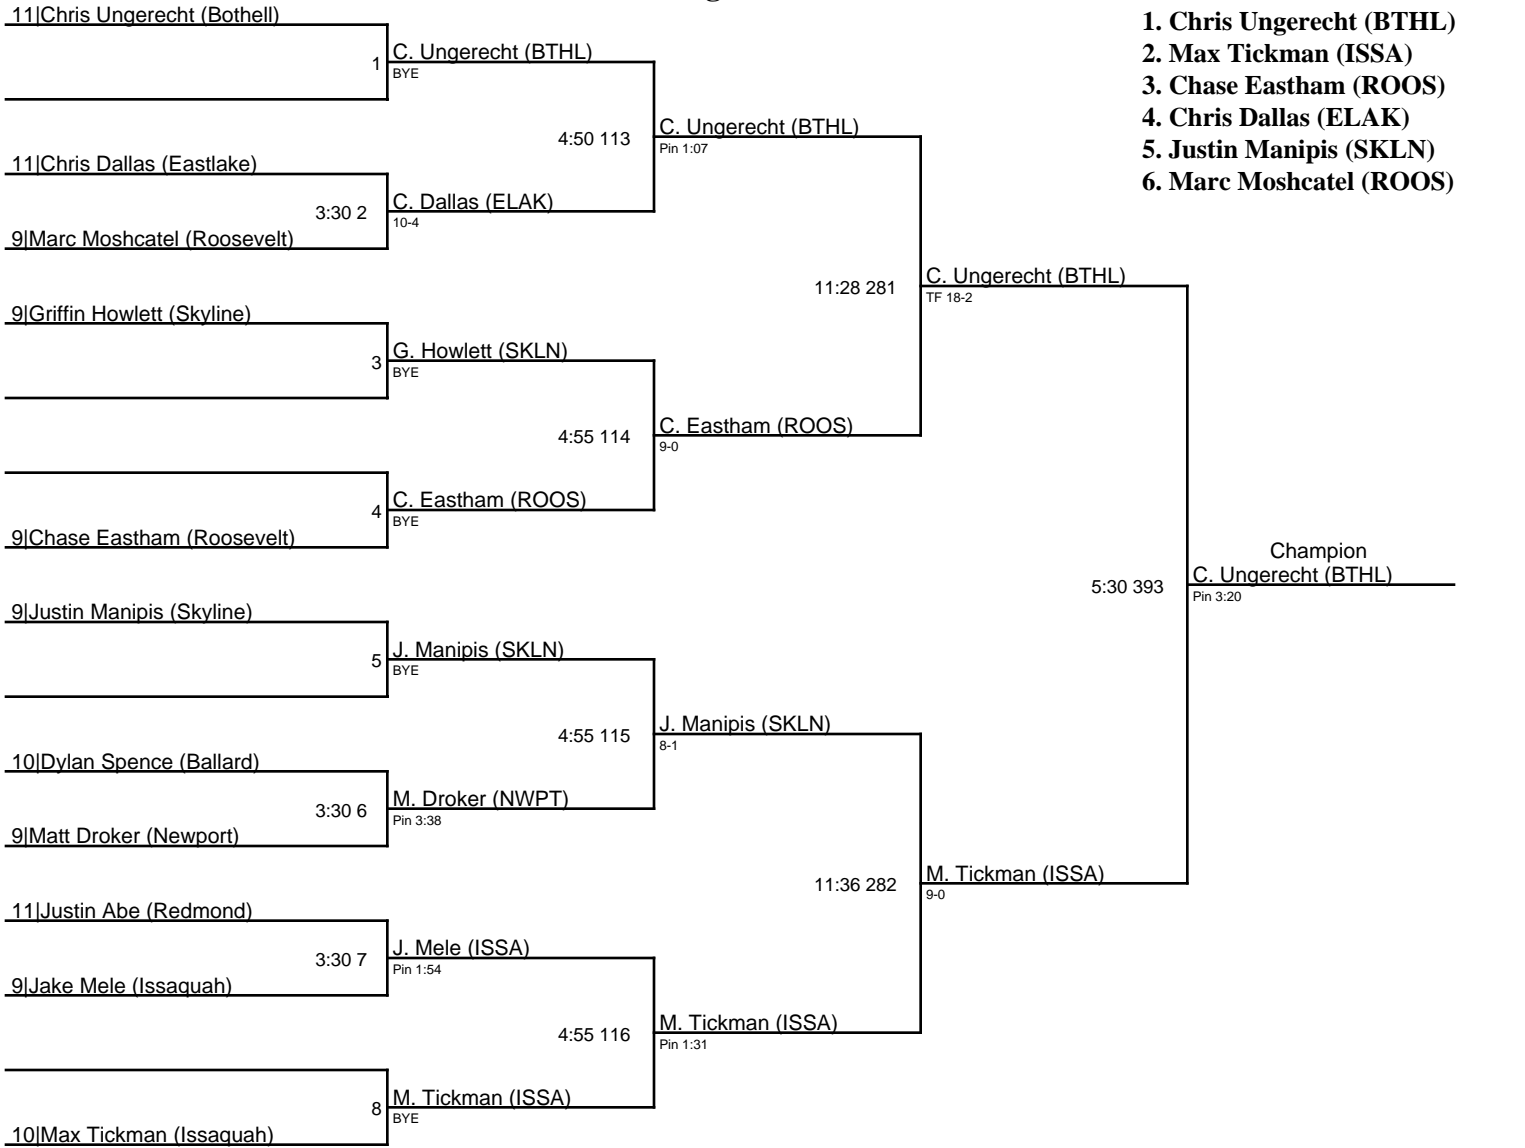 11|Chris Ungerecht (Bothell)
1
C. Ungerecht (BTHL)
BYE
11|Chris Dallas (Eastlake)
3:30 2
9|Marc Moshcatel (Roosevelt)
C. Dallas (ELAK)
10-4
4:50 113
C. Ungerecht (BTHL)
Pin 1:07
9|Griffin Howlett (Skyline)
3
G. Howlett (SKLN)
BYE
4
9|Chase Eastham (Roosevelt)
C. Eastham (ROOS)
BYE
4:55 114
C. Eastham (ROOS)
9-0
11:28 281
C. Ungerecht (BTHL)
TF 18-2
9|Justin Manipis (Skyline)
5
J. Manipis (SKLN)
BYE
10|Dylan Spence (Ballard)
3:30 6
9|Matt Droker (Newport)
M. Droker (NWPT)
Pin 3:38
4:55 115
J. Manipis (SKLN)
8-1
11|Justin Abe (Redmond)
3:30 7
9|Jake Mele (Issaquah)
J. Mele (ISSA)
Pin 1:54
8
10|Max Tickman (Issaquah)
M. Tickman (ISSA)
BYE
4:55 116
M. Tickman (ISSA)
Pin 1:31
11:36 282
M. Tickman (ISSA)
9-0
5:30 393
Champion
C. Ungerecht (BTHL)
Pin 3:20
1. Chris Ungerecht (BTHL)
2. Max Tickman (ISSA)
3. Chase Eastham (ROOS)
4. Chris Dallas (ELAK)
5. Justin Manipis (SKLN)
6. Marc Moshcatel (ROOS)